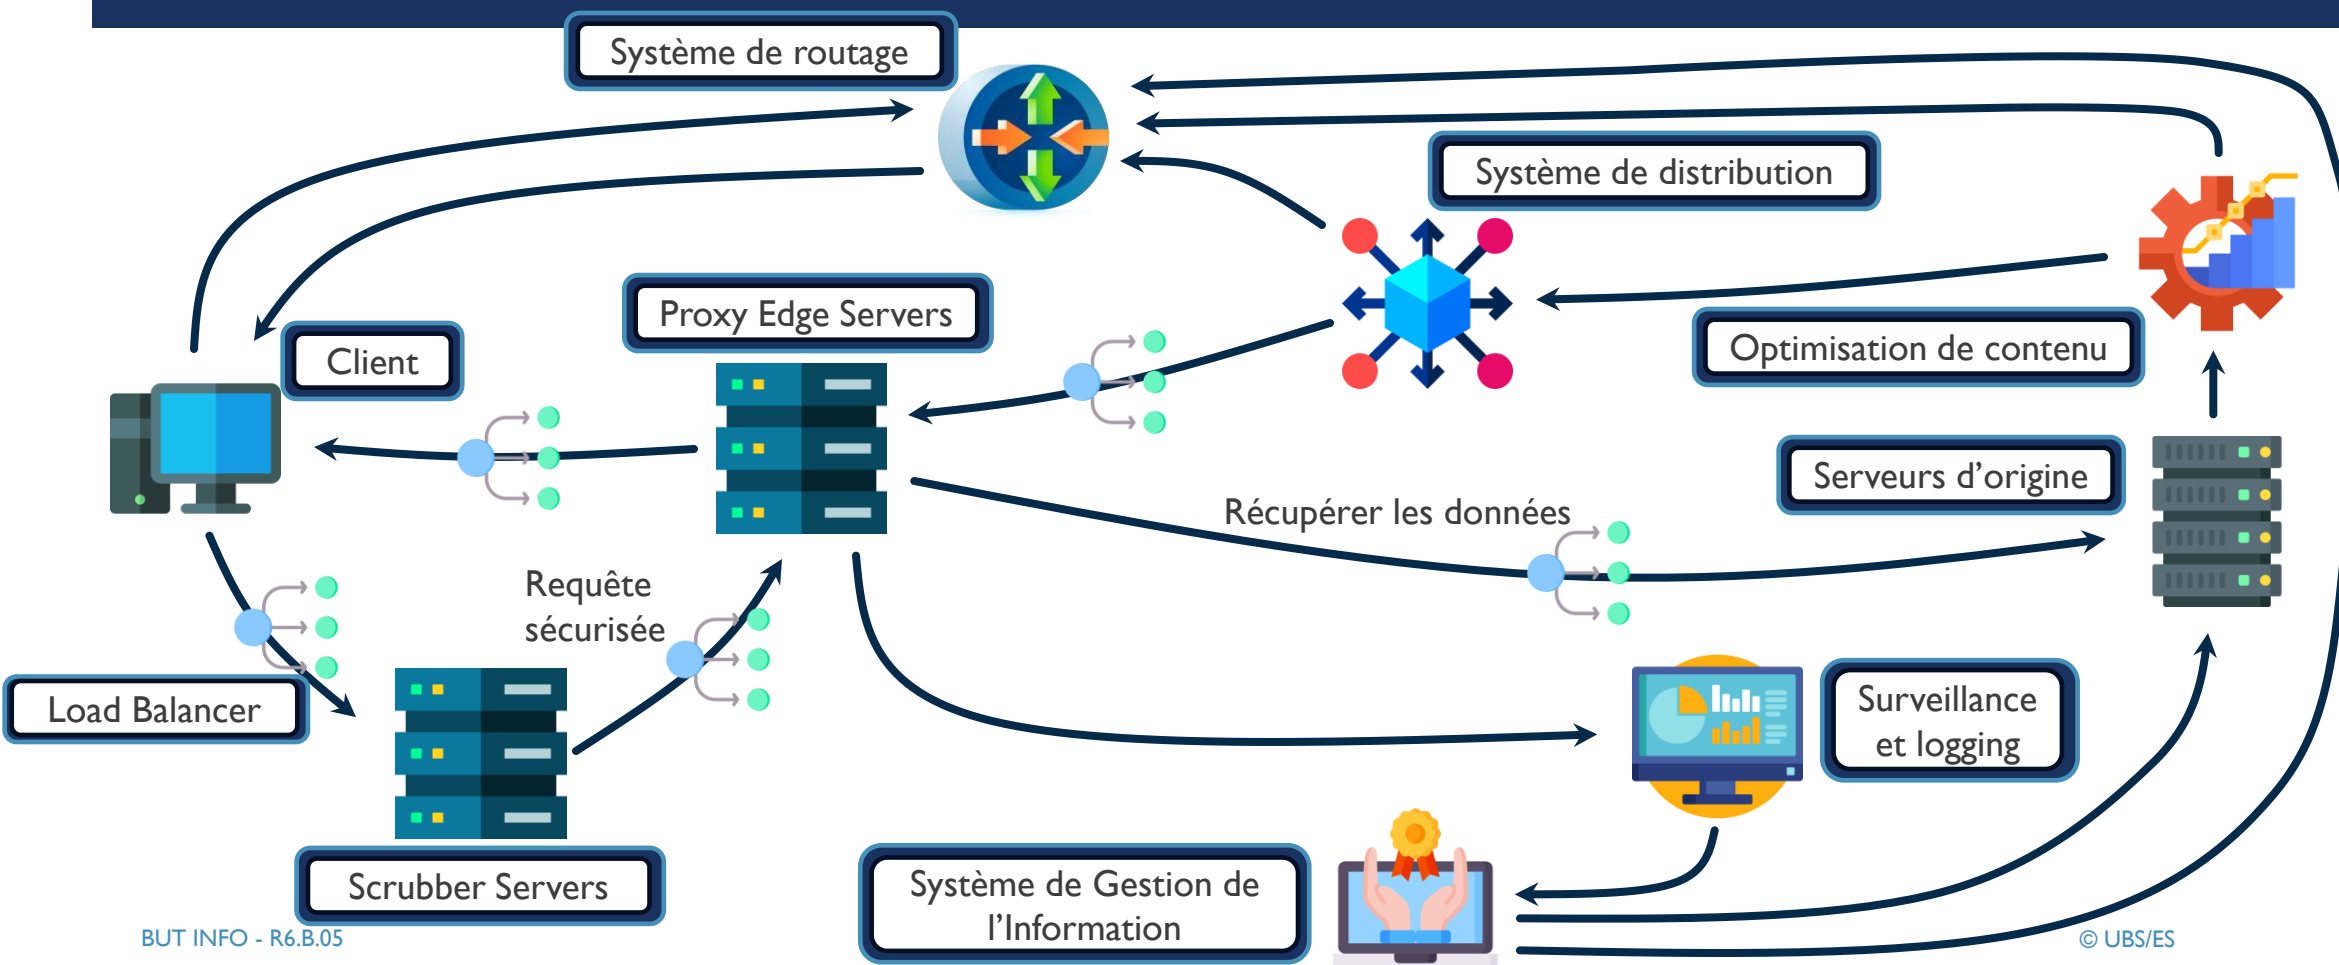 Système de routage
Système de distribution
Proxy Edge Servers
Client
Optimisation de contenu
Serveurs d’origine
Récupérer les données
Requête
sécurisée
Load Balancer
Surveillance
et logging
Scrubber Servers
Système de Gestion de
l’Information
BUT INFO - R6.B.05
© UBS/ES